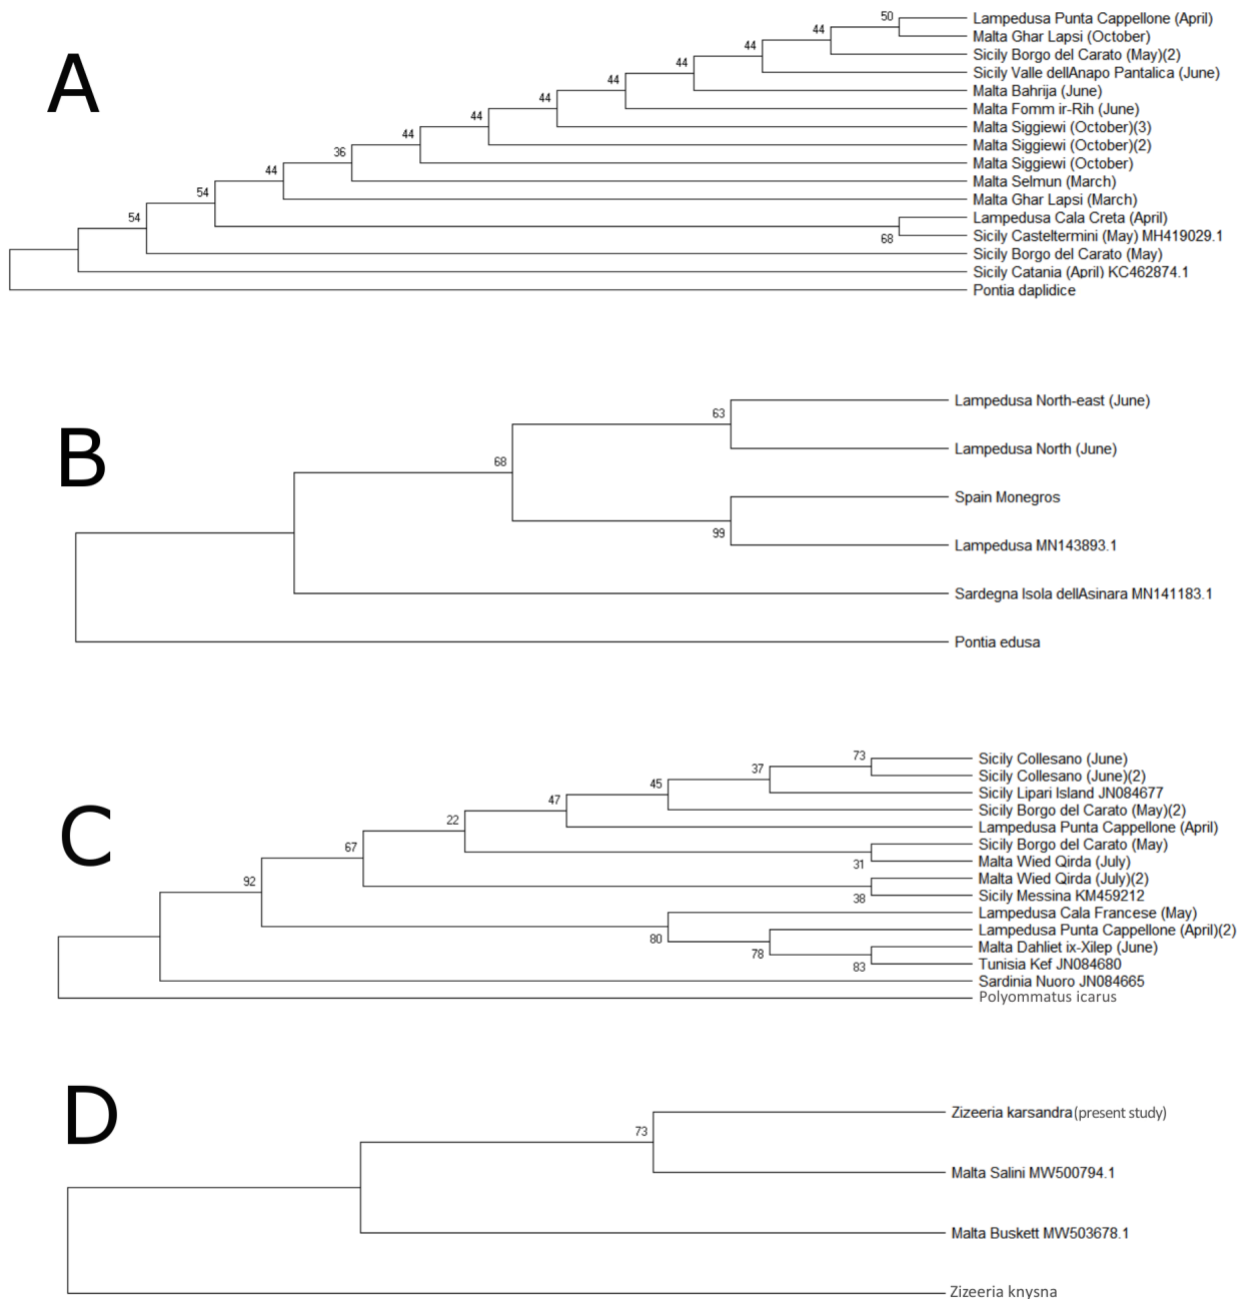 A
50
Lampedusa Punta Cappellone (April)
44
Malta Ghar Lapsi (October)
44
Sicily Borgo del Carato (May)(2)
44
Sicily Valle dellAnapo Pantalica (June)
44
Malta Bahrija (June)
44
Malta Fomm ir-Rih (June)
44
Malta Siggiewi (October)(3)
44
Malta Siggiewi (October)(2)
36
Malta Siggiewi (October)
44
Malta Selmun (March)
54
Malta Ghar Lapsi (March)
54
Lampedusa Cala Creta (April)
68
Sicily Casteltermini (May) MH419029.1
Sicily Borgo del Carato (May)
Sicily Catania (April) KC462874.1
Pontia daplidice
B
Lampedusa North-east (June)
63
Lampedusa North (June)
68
Spain Monegros
99
Lampedusa MN143893.1
Sardegna Isola dellAsinara MN141183.1
Pontia edusa
C
73
Sicily Collesano (June)
37
Sicily Collesano (June)(2)
45
Sicily Lipari Island JN084677
47
Sicily Borgo del Carato (May)(2)
22
Lampedusa Punta Cappellone (April)
67
Sicily Borgo del Carato (May)
31
Malta Wied Qirda (July)
92
Malta Wied Qirda (July)(2)
38
Sicily Messina KM459212
Lampedusa Cala Francese (May)
80
Lampedusa Punta Cappellone (April)(2)
78
Malta Dahliet ix-Xilep (June)
83
Tunisia Kef JN084680
Sardinia Nuoro JN084665
Polyommatus icarus
D
Zizeeria karsandra (present study)
73
Malta Salini MW500794.1
Malta Buskett MW503678.1
Zizeeria knysna